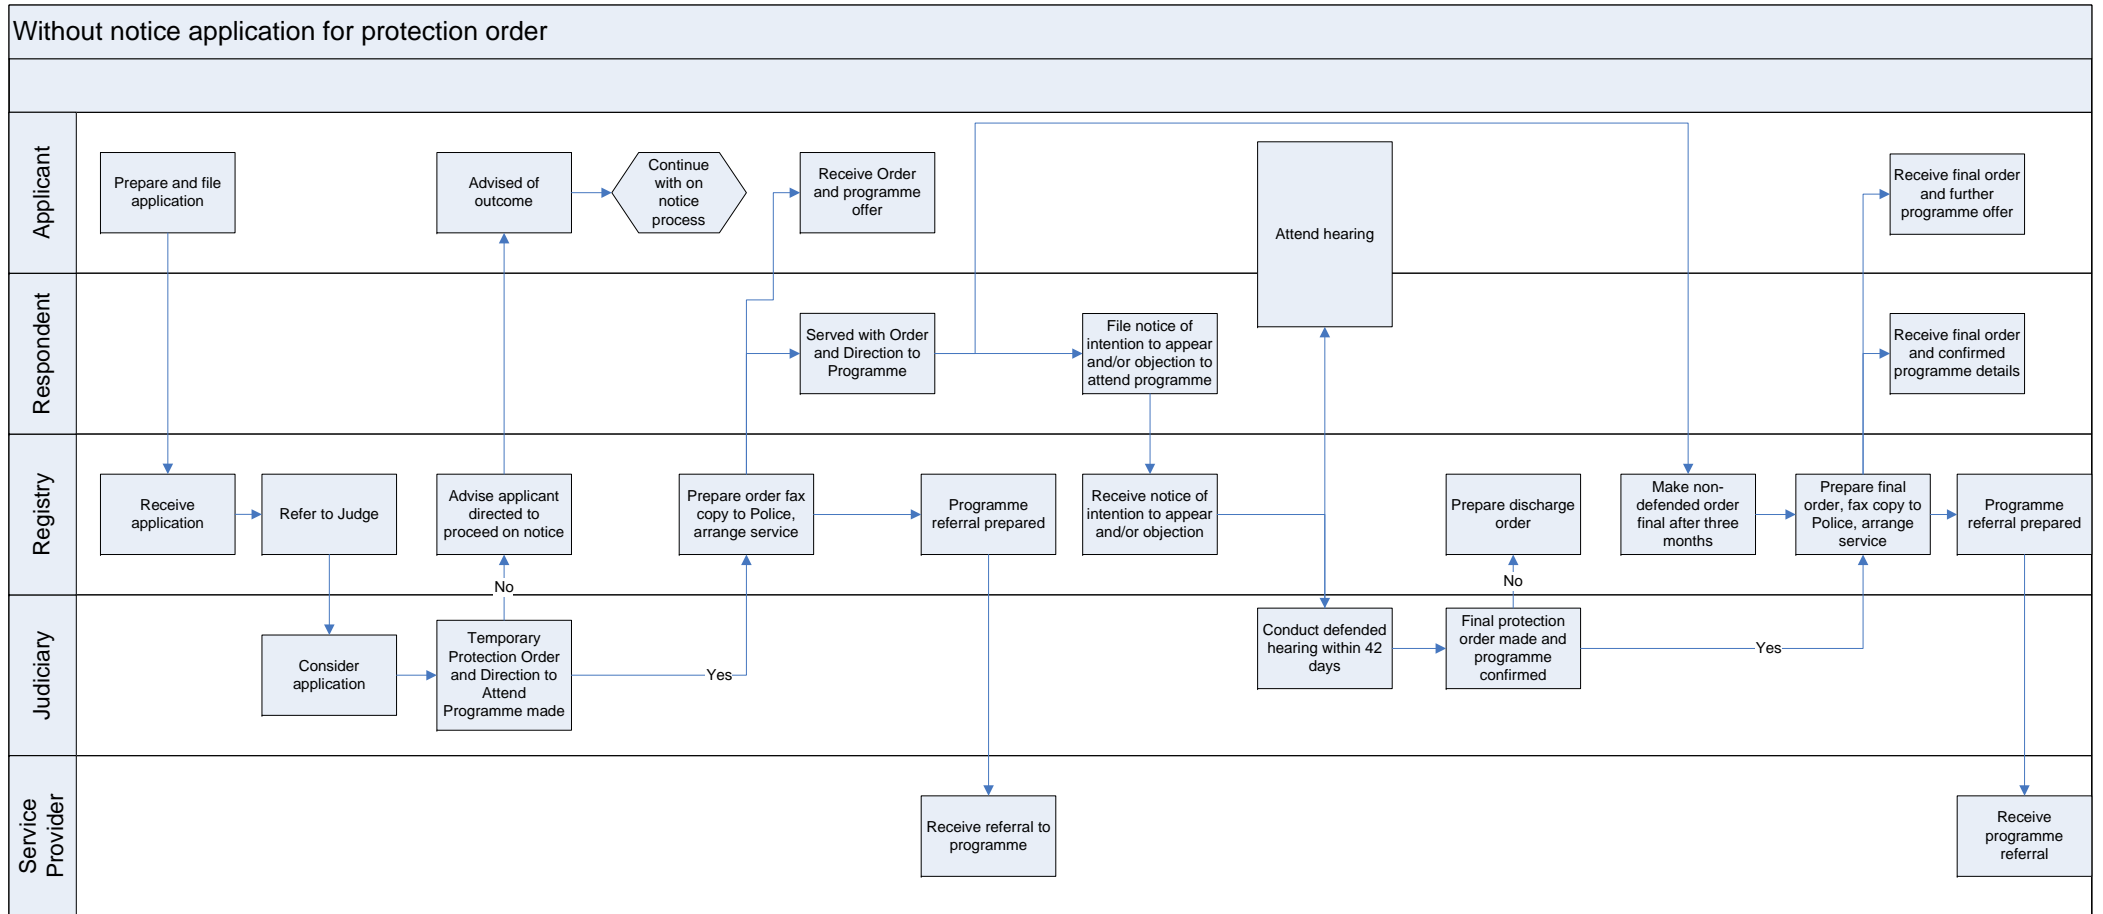 Without notice application for protection order
Applicant
Prepare and file
application
Advised of
outcome
Continue
with on
notice
process
Receive Order
and programme
offer
Attend hearing
Receive final order
and further
programme offer
Respondent
Served with Order
and Direction to
Programme
File notice of
intention to appear
and/or objection to
attend programme
Receive final order
and confirmed
programme details
Registry
Receive
application
Refer to Judge
Advise applicant
directed to
proceed on notice
Prepare order fax
copy to Police,
arrange service
Programme
referral prepared
Receive notice of
intention to appear
and/or objection
Prepare discharge
order
Make non-
defended order
final after three
months
Prepare final
order, fax copy to
Police, arrange
service
Programme
referral prepared
No
No
Judiciary
Consider
application
Temporary
Protection Order
and Direction to
Attend
Programme made
Yes
Conduct defended
hearing within 42
days
Final protection
order made and
programme
confirmed
Yes
Service
Provider
Receive referral to
programme
Receive
programme
referral